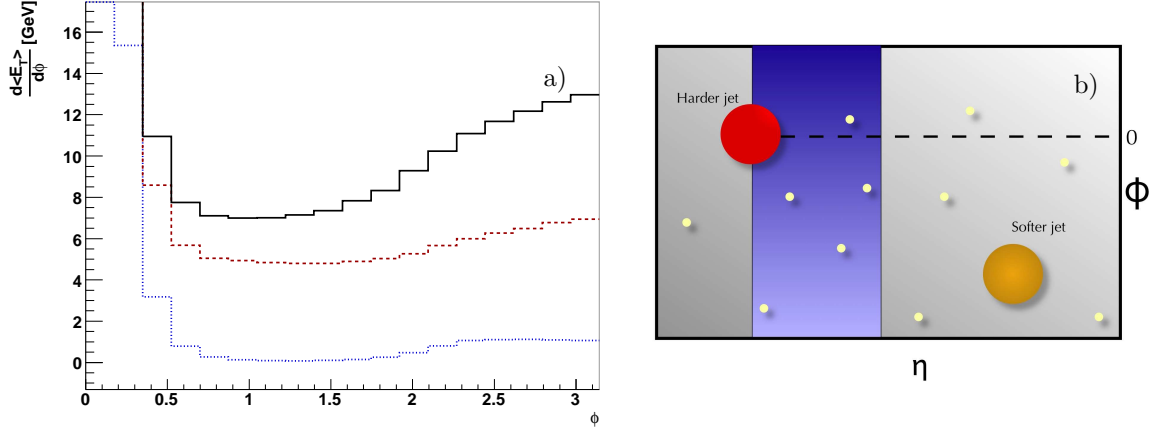 d<E_T>
dφ
[GeV]
16
14
12
10
8
6
4
2
0
0
0.5
1
1.5
2
2.5
3
φ
a)
b)
Harder jet
0
Φ
Softer jet
η